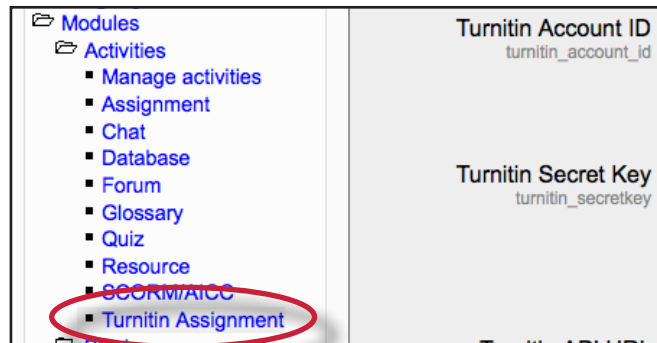 Modules
Activities
Manage activities
Assignment
Chat
Database
Forum
Glossary
Quiz
Resource
SCORM/AICC
Turnitin Assignment
Turnitin Account ID
turnitin_account_id
Turnitin Secret Key
turnitin_secretkey